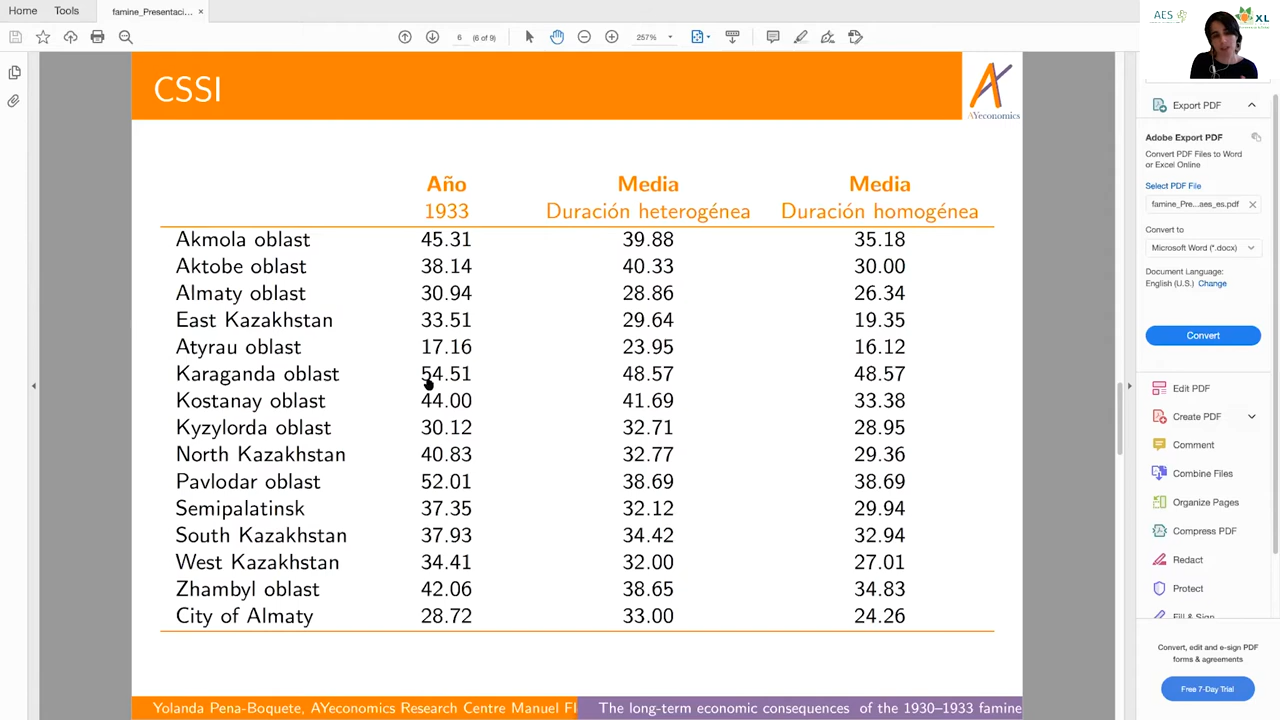 Home Tools famine_Presentaci... ×
6 (6 of 9) 257%
AES XL
CSSI
AYeconomics
Año Media Media
1933 Duración heterogénea Duración homogénea
Akmola oblast 45.31 39.88 35.18
Aktobe oblast 38.14 40.33 30.00
Almaty oblast 30.94 28.86 26.34
East Kazakhstan 33.51 29.64 19.35
Atyrau oblast 17.16 23.95 16.12
Karaganda oblast 54.51 48.57 48.57
Kostanay oblast 44.00 41.69 33.38
Kyzylorda oblast 30.12 32.71 28.95
North Kazakhstan 40.83 32.77 29.36
Pavlodar oblast 52.01 38.69 38.69
Semipalatinsk 37.35 32.12 29.94
South Kazakhstan 37.93 34.42 32.94
West Kazakhstan 34.41 32.00 27.01
Zhambyl oblast 42.06 38.65 34.83
City of Almaty 28.72 33.00 24.26
Yolanda Pena-Boquete, AYeconomics Research Centre Manuel Fl The long-term economic consequences of the 1930–1933 famine
Export PDF
Adobe Export PDF
Convert PDF Files to Word
or Excel Online
Select PDF File
famine_Pre...aes_es.pdf
Convert to
Microsoft Word (*.docx)
Document Language:
English (U.S.) Change
Convert
Edit PDF
Create PDF
Comment
Combine Files
Organize Pages
Compress PDF
Redact
Protect
Fill & Sign
Convert, edit and e-sign PDF
forms & agreements
Free 7-Day Trial